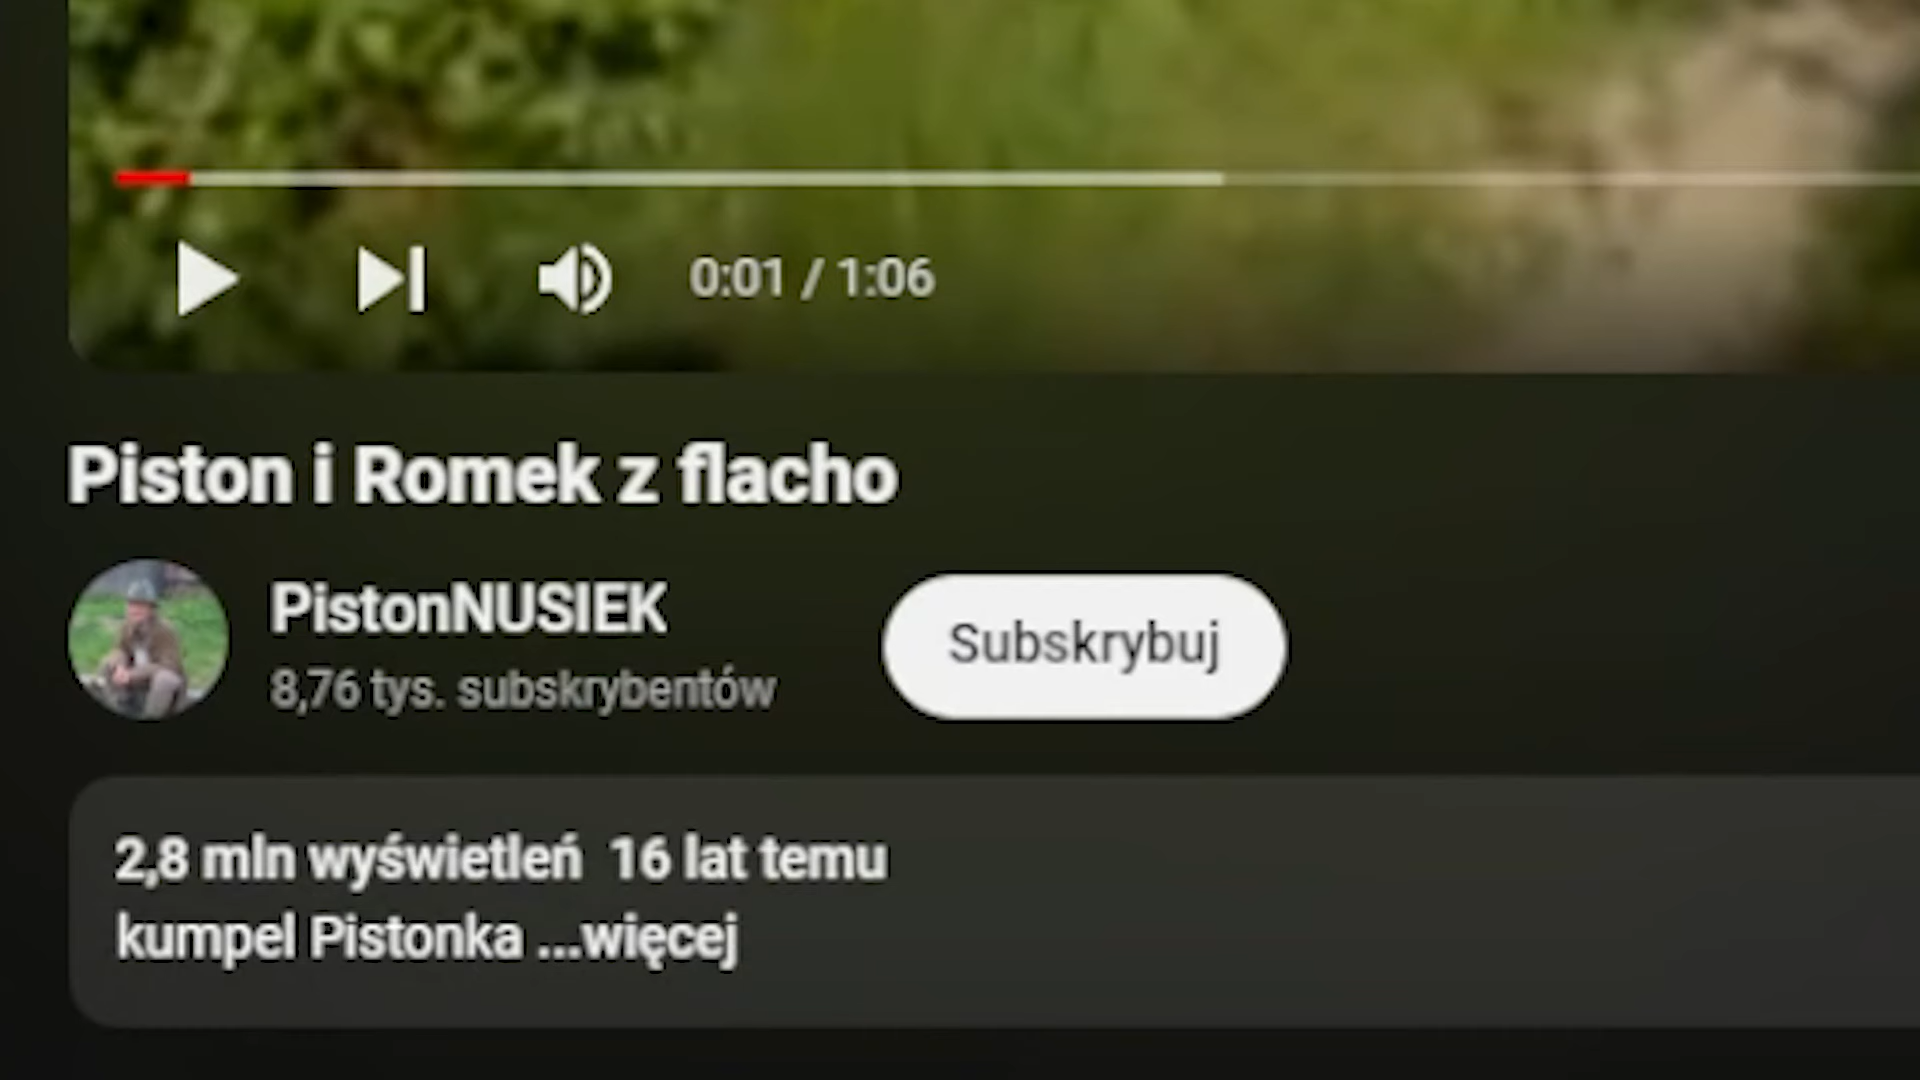 0:01 / 1:06
Piston i Romek z flacho
PistonNUSIEK
8,76 tys. subskrybentów
Subskrybuj
2,8 mln wyświetleń 16 lat temu
kumpel Pistonka ...więcej